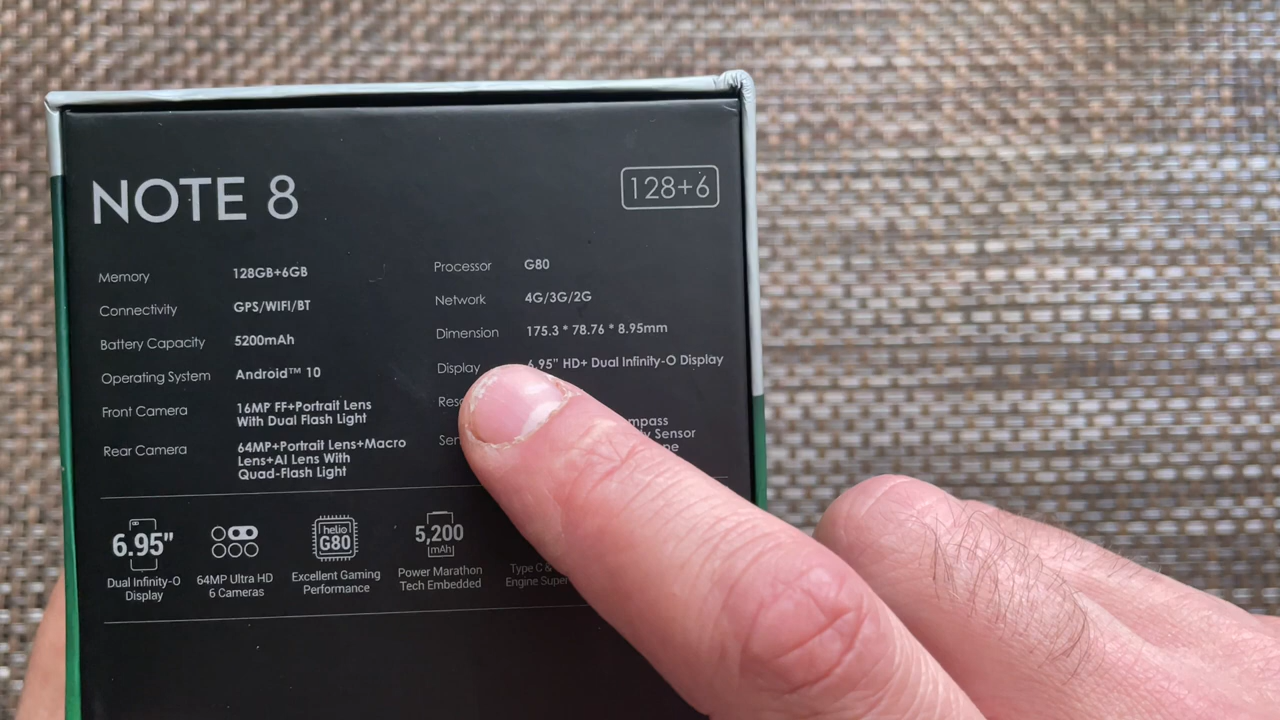 NOTE 8
128+6
Memory 128GB+6GB
Connectivity GPS/WIFI/BT
Battery Capacity 5200mAh
Operating System Android™ 10
Front Camera 16MP FF+Portrait Lens
With Dual Flash Light
Rear Camera 64MP+Portrait Lens+Macro
Lens+AI Lens With
Quad-Flash Light
Processor G80
Network 4G/3G/2G
Dimension 175.3 * 78.76 * 8.95mm
Display 6.95" HD+ Dual Infinity-O Display
Sensor
6.95"
Dual Infinity-O
Display
64MP Ultra HD
6 Cameras
helio
G80
Excellent Gaming
Performance
5,200
mAh
Power Marathon
Tech Embedded
Type C &
Engine